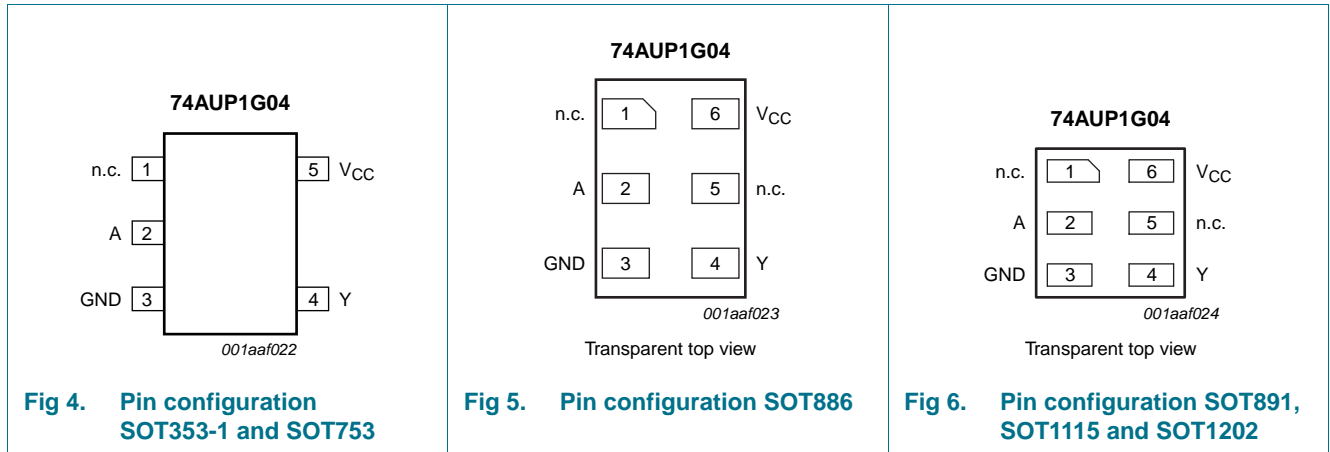 74AUP1G04
n.c. 1 5 VCC
A 2
GND 3 4 Y
001aaf022
Fig 4. Pin configuration
SOT353-1 and SOT753
74AUP1G04
n.c. 1 6 VCC
A 2 5 n.c.
GND 3 4 Y
001aaf023
Transparent top view
Fig 5. Pin configuration SOT886
74AUP1G04
n.c. 1 6 VCC
A 2 5 n.c.
GND 3 4 Y
001aaf024
Transparent top view
Fig 6. Pin configuration SOT891,
SOT1115 and SOT1202